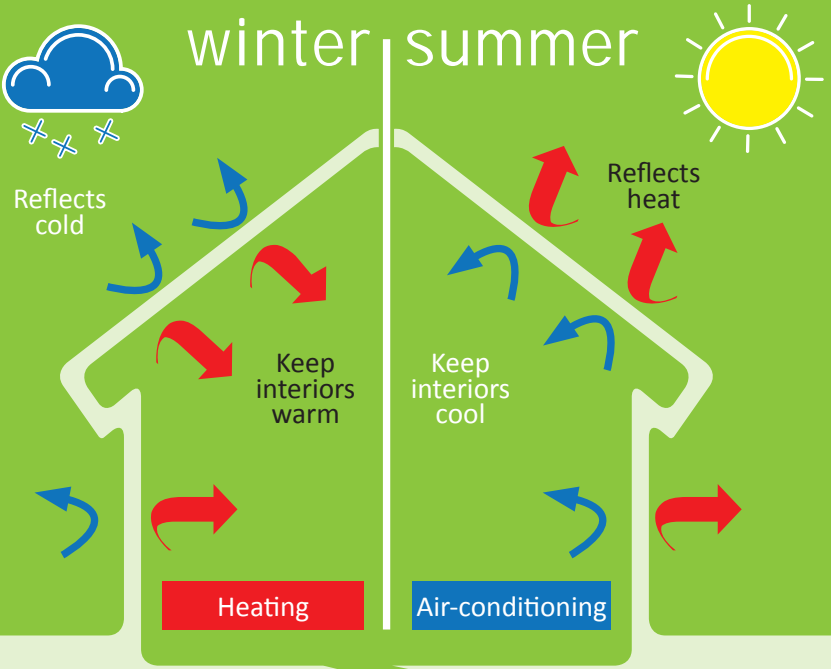 winter
summer
Reflects
cold
Reflects
heat
Keep
interiors
warm
Keep
interiors
cool
Heating
Air-conditioning